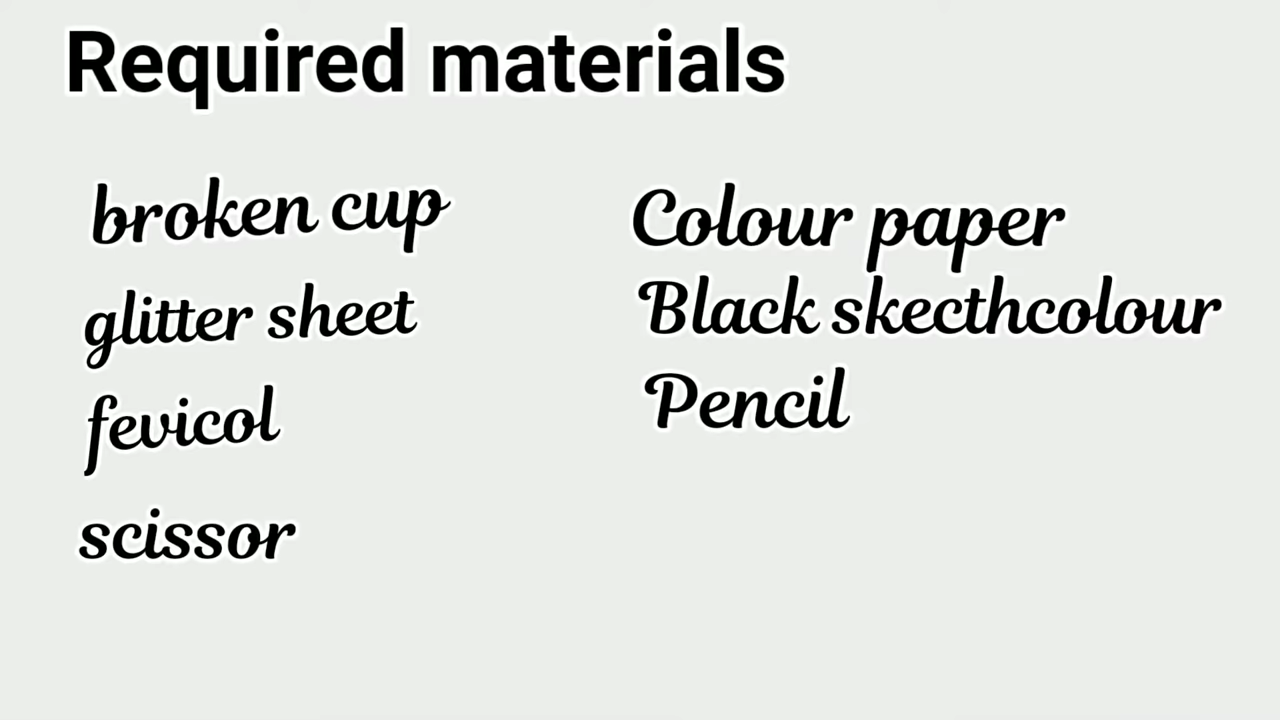 Required materials
broken cup
glitter sheet
fevicol
scissor
Colour paper
Black skecthcolour
Pencil